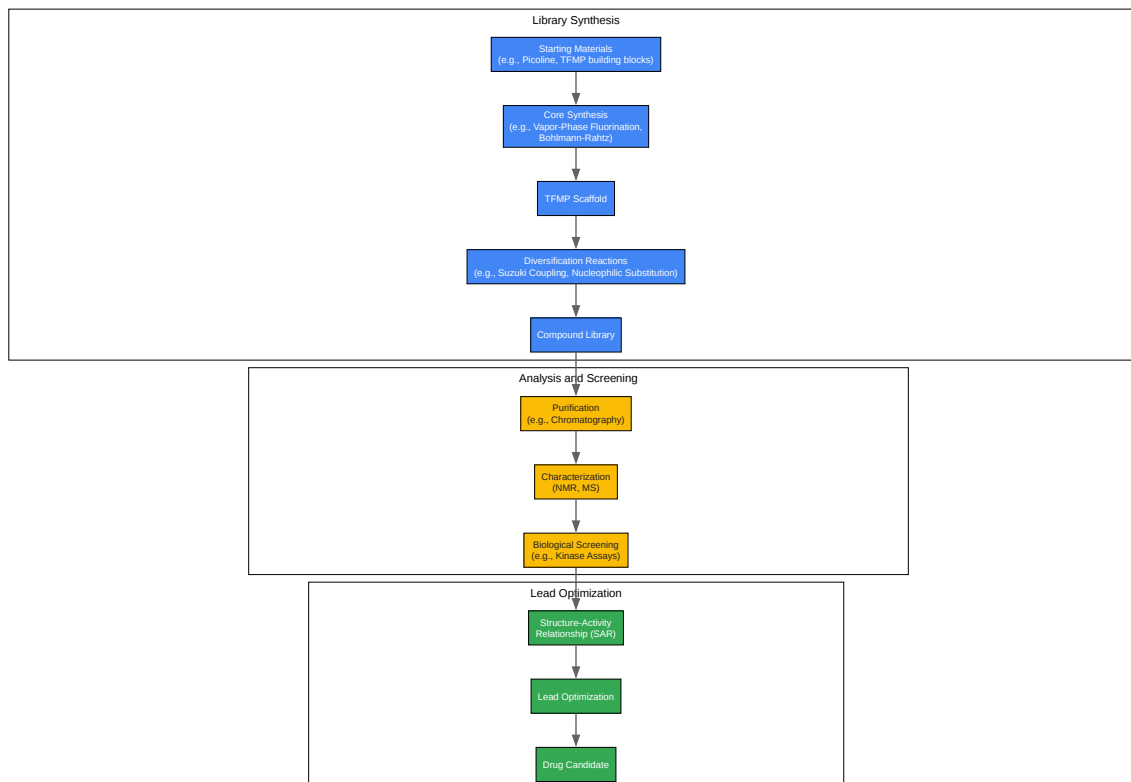 Library Synthesis
Starting Materials
(e.g., Picoline, TFMP building blocks)
Core Synthesis
(e.g., Vapor-Phase Fluorination,
Bohlmann-Rahtz)
TFMP Scaffold
Diversification Reactions
(e.g., Suzuki Coupling, Nucleophilic Substitution)
Compound Library
Analysis and Screening
Purification
(e.g., Chromatography)
Characterization
(NMR, MS)
Biological Screening
(e.g., Kinase Assays)
Lead Optimization
Structure-Activity
Relationship (SAR)
Lead Optimization
Drug Candidate